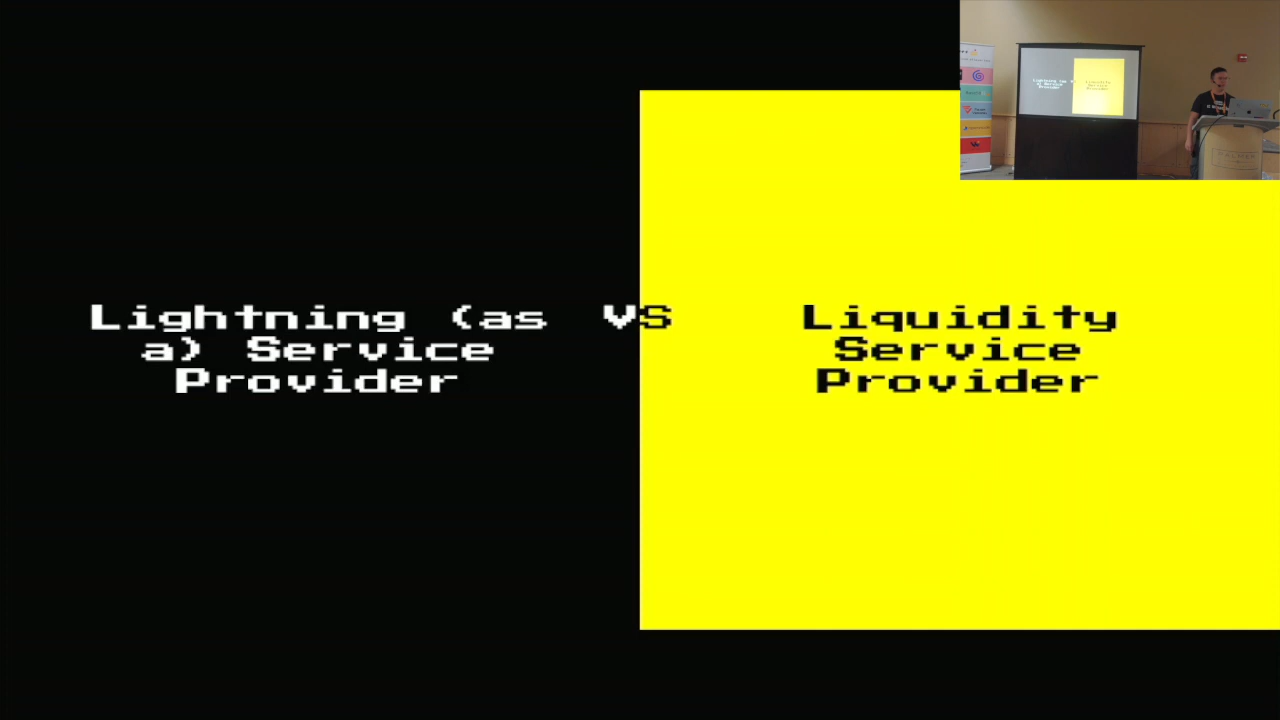 Lightning (as
a) Service
Provider
VS
Liquidity
Service
Provider